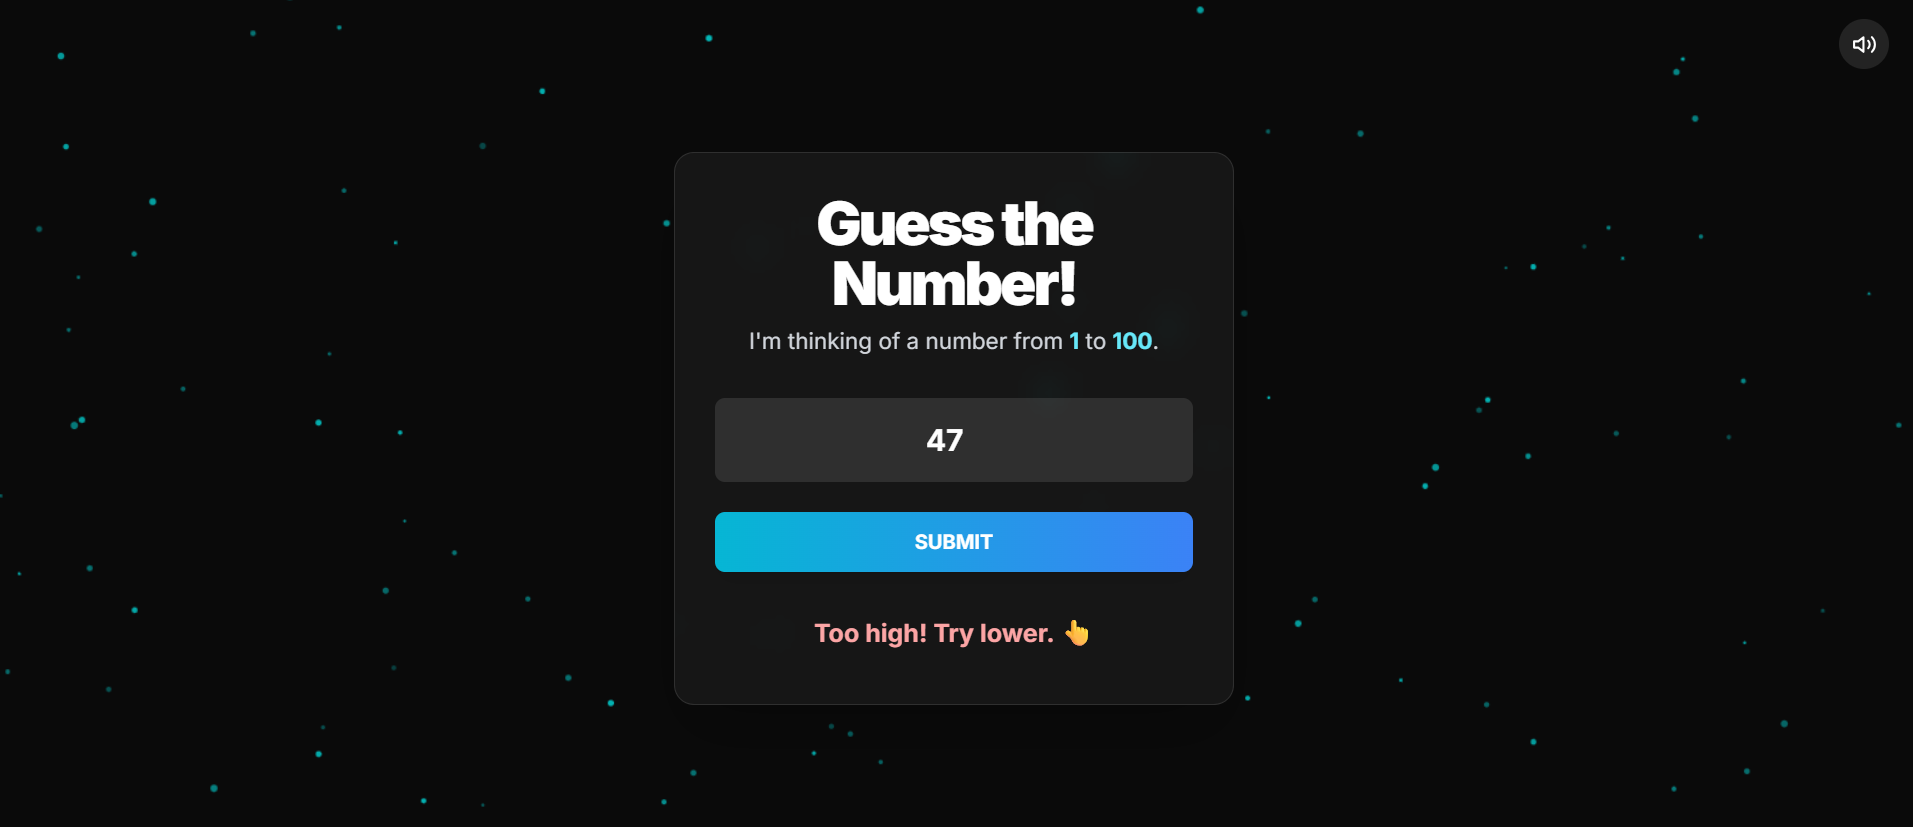 Guess the
Number!
I'm thinking of a number from 1 to 100.
47
SUBMIT
Too high! Try lower. 👆